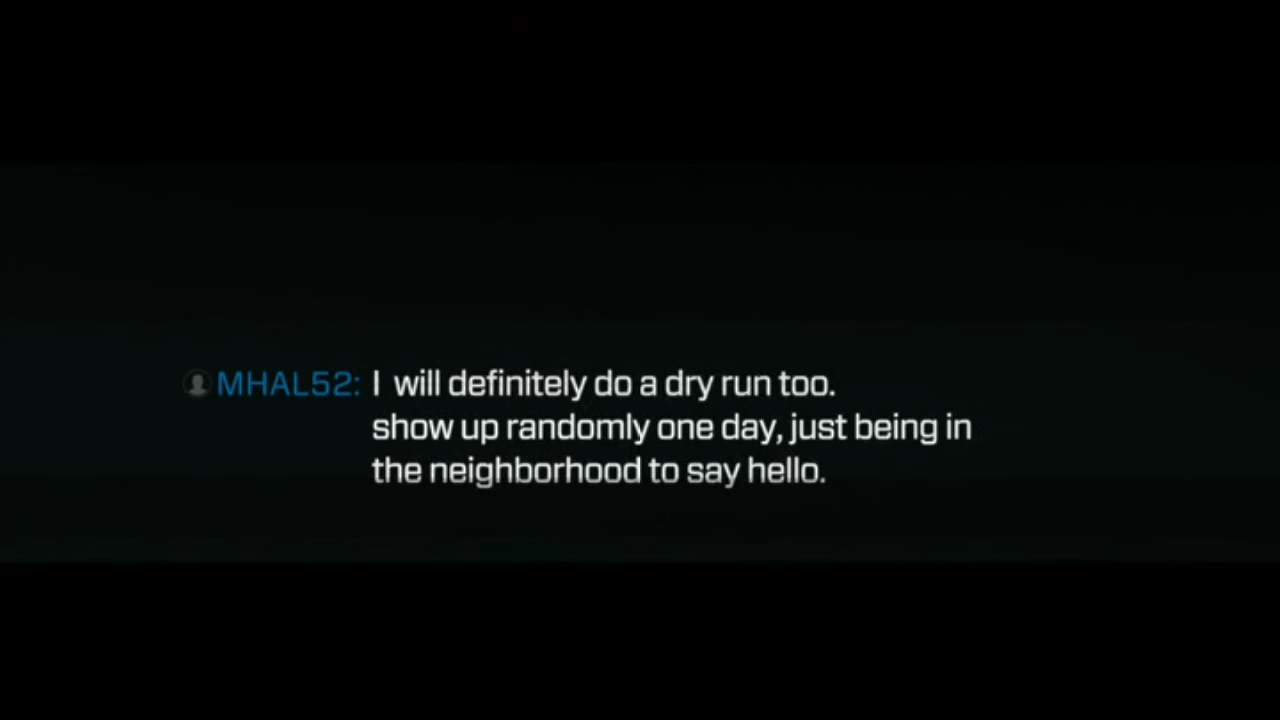 MHAL52: I will definitely do a dry run too.
show up randomly one day, just being in
the neighborhood to say hello.